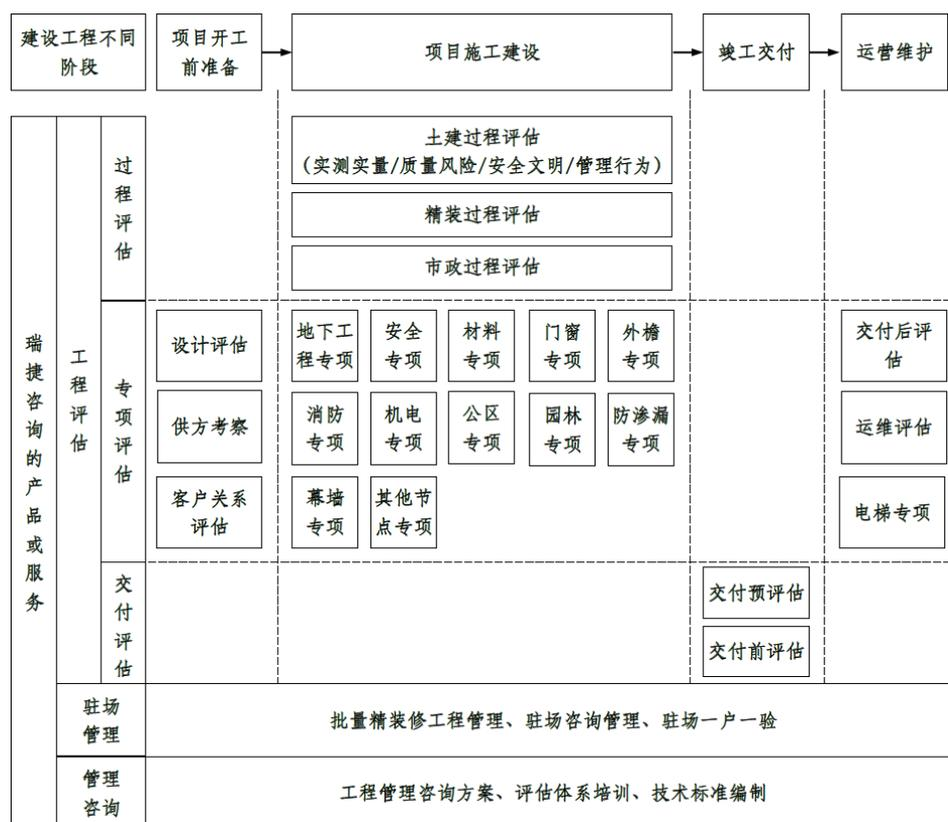 建设工程不同
阶段
项目开工
前准备
项目施工建设
竣工交付
运营维护
瑞捷咨询的产品或服务
工程评估
过程评估
土建过程评估
（实测实量/质量风险/安全文明/管理行为）
精装过程评估
市政过程评估
专项评估
设计评估
供方考察
客户关系
评估
地下工
程专项
安全
专项
材料
专项
门窗
专项
外檐
专项
消防
专项
机电
专项
公区
专项
园林
专项
防渗漏
专项
幕墙
专项
其他节
点专项
交付后评
估
运维评估
电梯专项
交付评估
交付预评估
交付前评估
驻场
管理
批量精装修工程管理、驻场咨询管理、驻场一户一验
管理
咨询
工程管理咨询方案、评估体系培训、技术标准编制